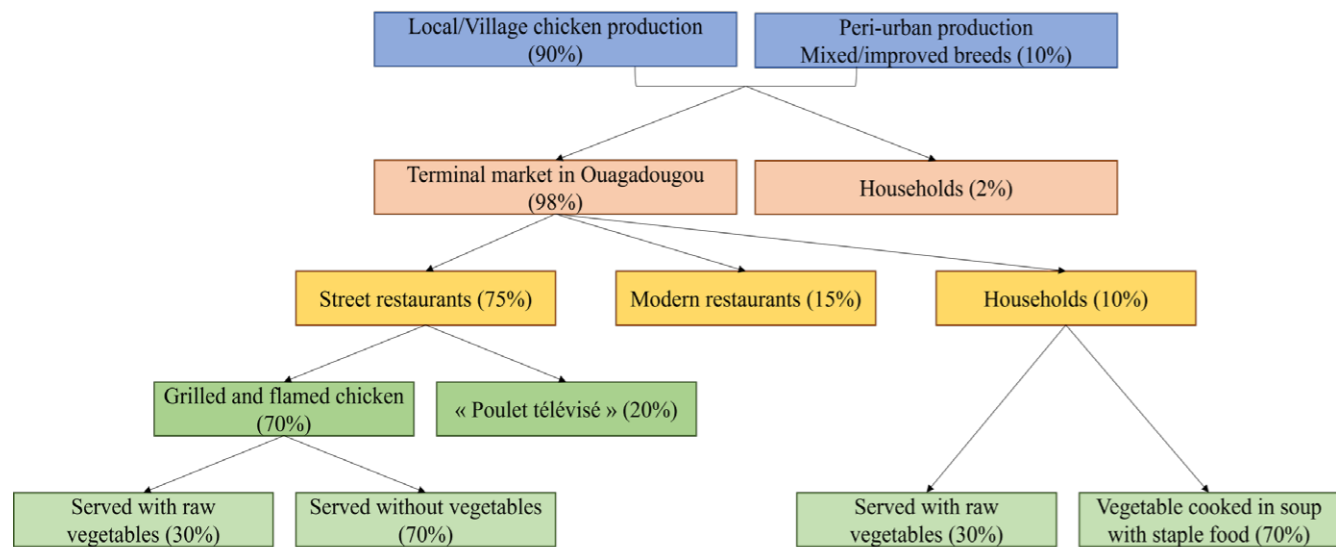 Local/Village chicken production
(90%)
Peri-urban production
Mixed/improved breeds (10%)
Terminal market in Ouagadougou
(98%)
Households (2%)
Street restaurants (75%)
Modern restaurants (15%)
Households (10%)
Grilled and flamed chicken
(70%)
« Poulet télévisé » (20%)
Served with raw
vegetables (30%)
Served without vegetables
(70%)
Served with raw
vegetables (30%)
Vegetable cooked in soup
with staple food (70%)